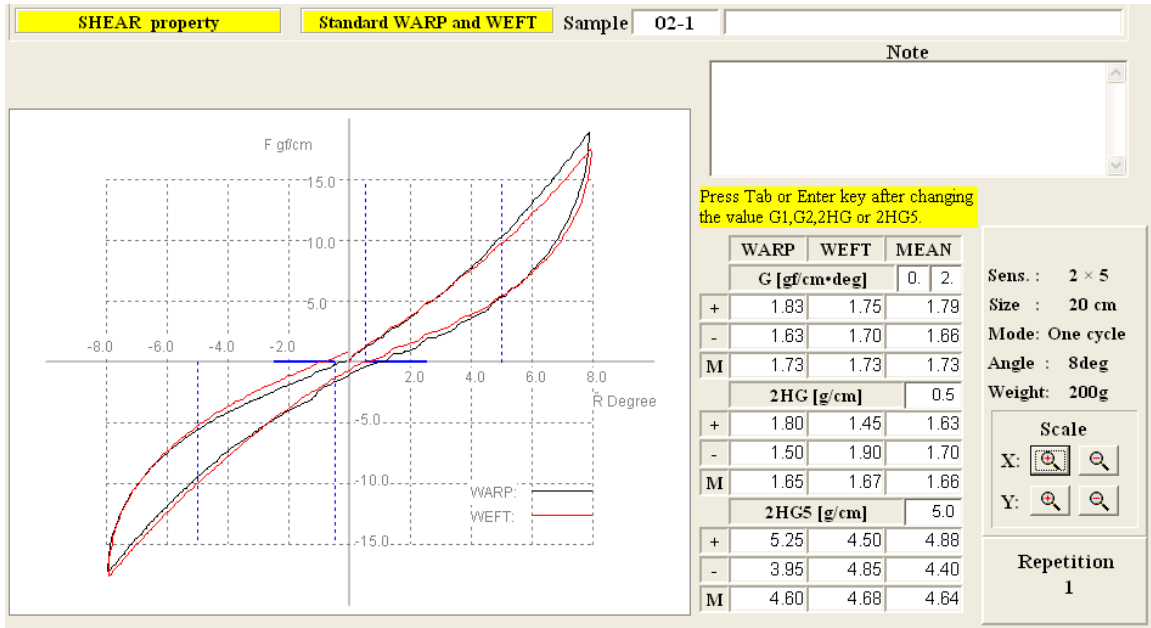 SHEAR property
Standard WARP and WEFT
Sample 02-1
Note
F gf/cm
15.0
10.0
5.0
-8.0 -6.0 -4.0 -2.0
2.0 4.0 6.0 8.0
R Degree
-5.0
-10.0
-15.0
WARP:
WEFT:
Press Tab or Enter key after changing
the value G1,G2,2HG or 2HG5.
WARP WEFT MEAN
G [gf/cm•deg] 0. 2.
+ 1.83 1.75 1.79
- 1.63 1.70 1.66
M 1.73 1.73 1.73
2HG [g/cm] 0.5
+ 1.80 1.45 1.63
- 1.50 1.90 1.70
M 1.65 1.67 1.66
2HG5 [g/cm] 5.0
+ 5.25 4.50 4.88
- 3.95 4.85 4.40
M 4.60 4.68 4.64
Sens. : 2 × 5
Size : 20 cm
Mode: One cycle
Angle : 8deg
Weight: 200g
Scale
X:
Y:
Repetition
1